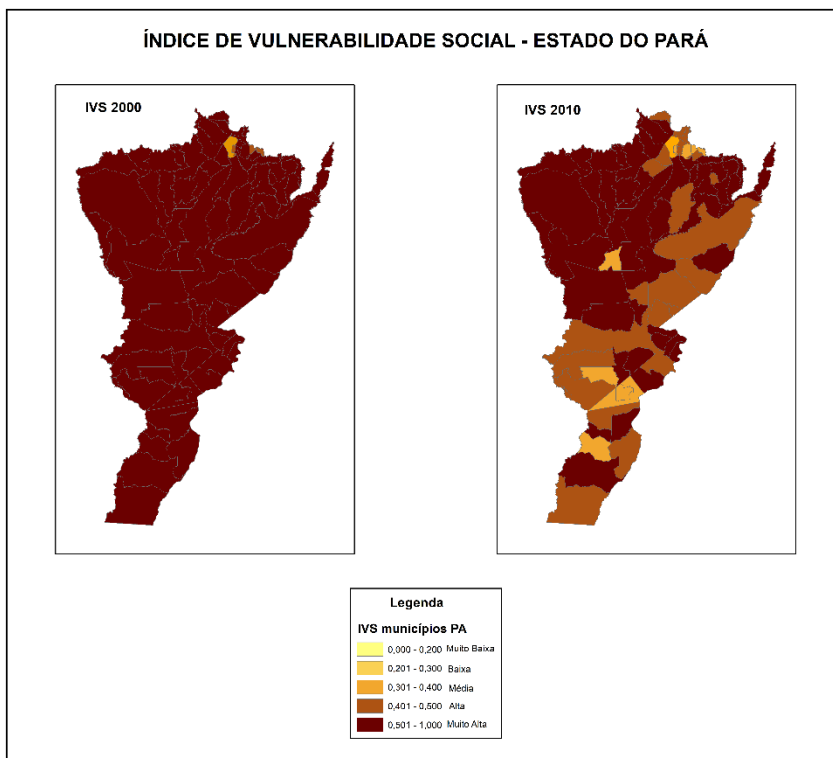 ÍNDICE DE VULNERABILIDADE SOCIAL - ESTADO DO PARÁ
IVS 2000
IVS 2010
Legenda
IVS municípios PA
0,000 - 0,200 Muito Baixa
0,201 - 0,300 Baixa
0,301 - 0,400 Média
0,401 - 0,500 Alta
0,501 - 1,000 Muito Alta